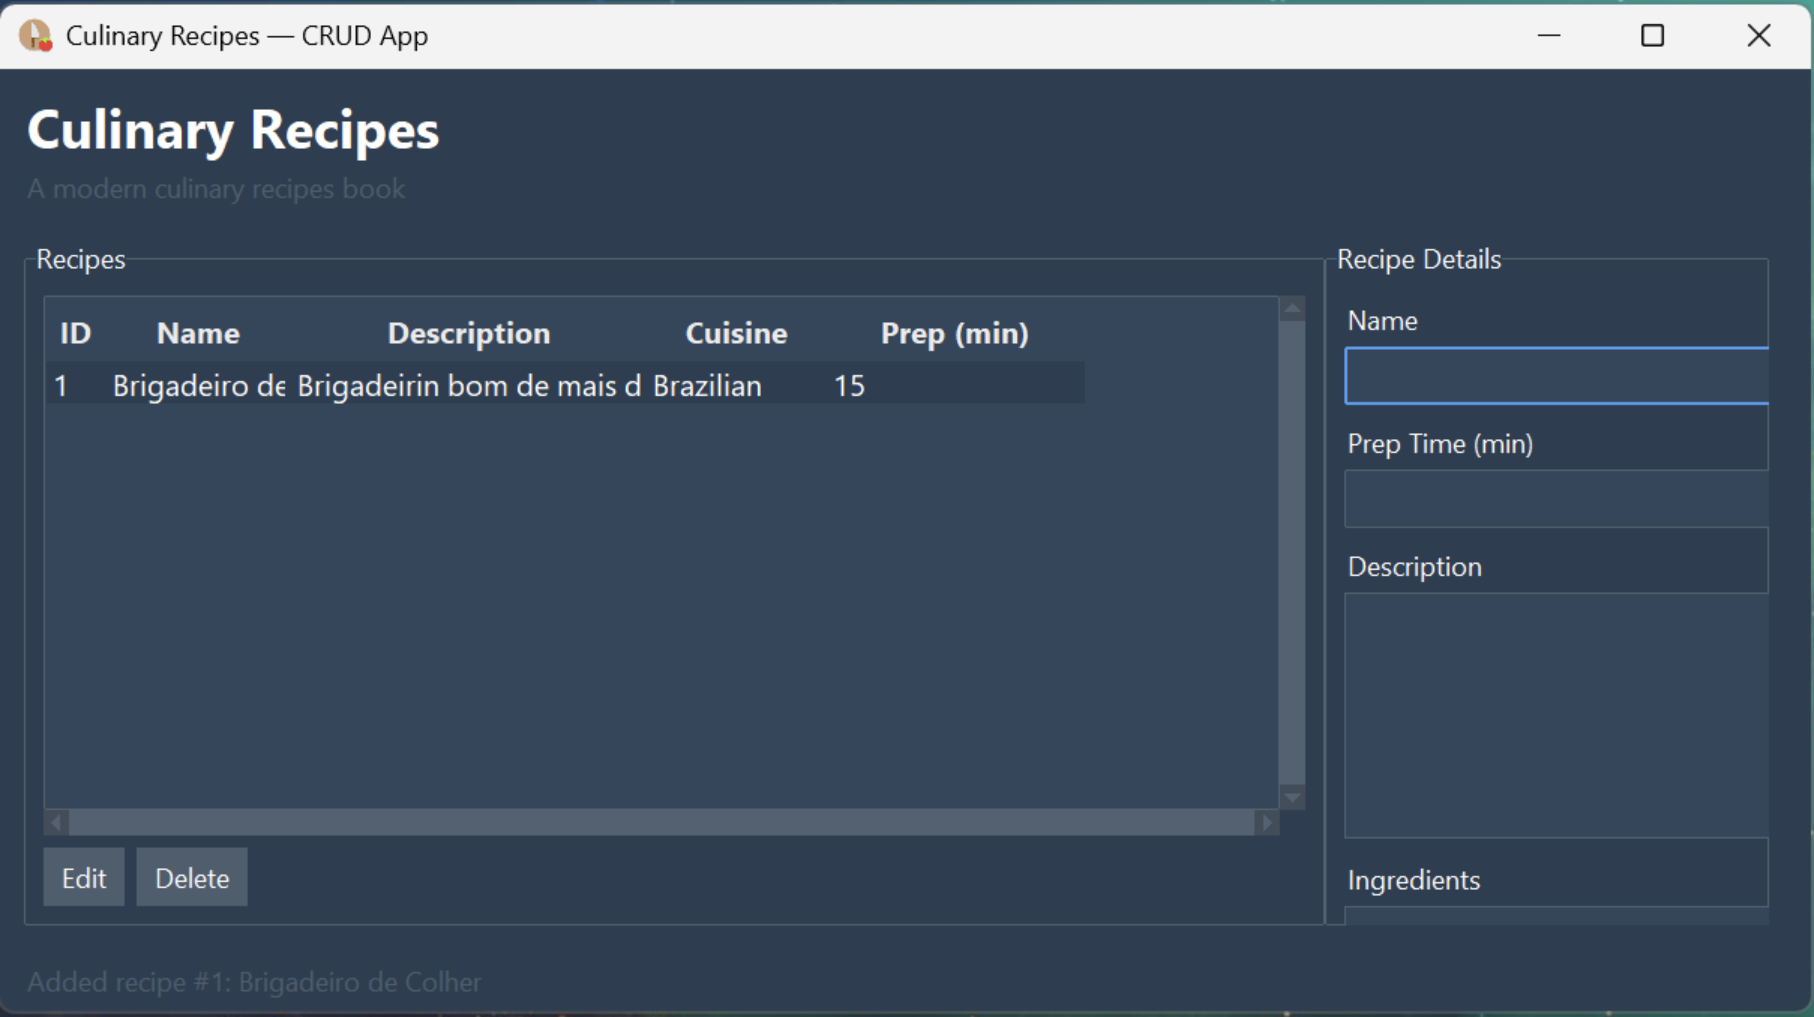 Culinary Recipes — CRUD App
Culinary Recipes
A modern culinary recipes book
Recipes
ID Name Description Cuisine Prep (min)
1 Brigadeiro de Brigadeirin bom de mais d Brazilian 15
Edit Delete
Recipe Details
Name
Prep Time (min)
Description
Ingredients
Added recipe #1: Brigadeiro de Colher